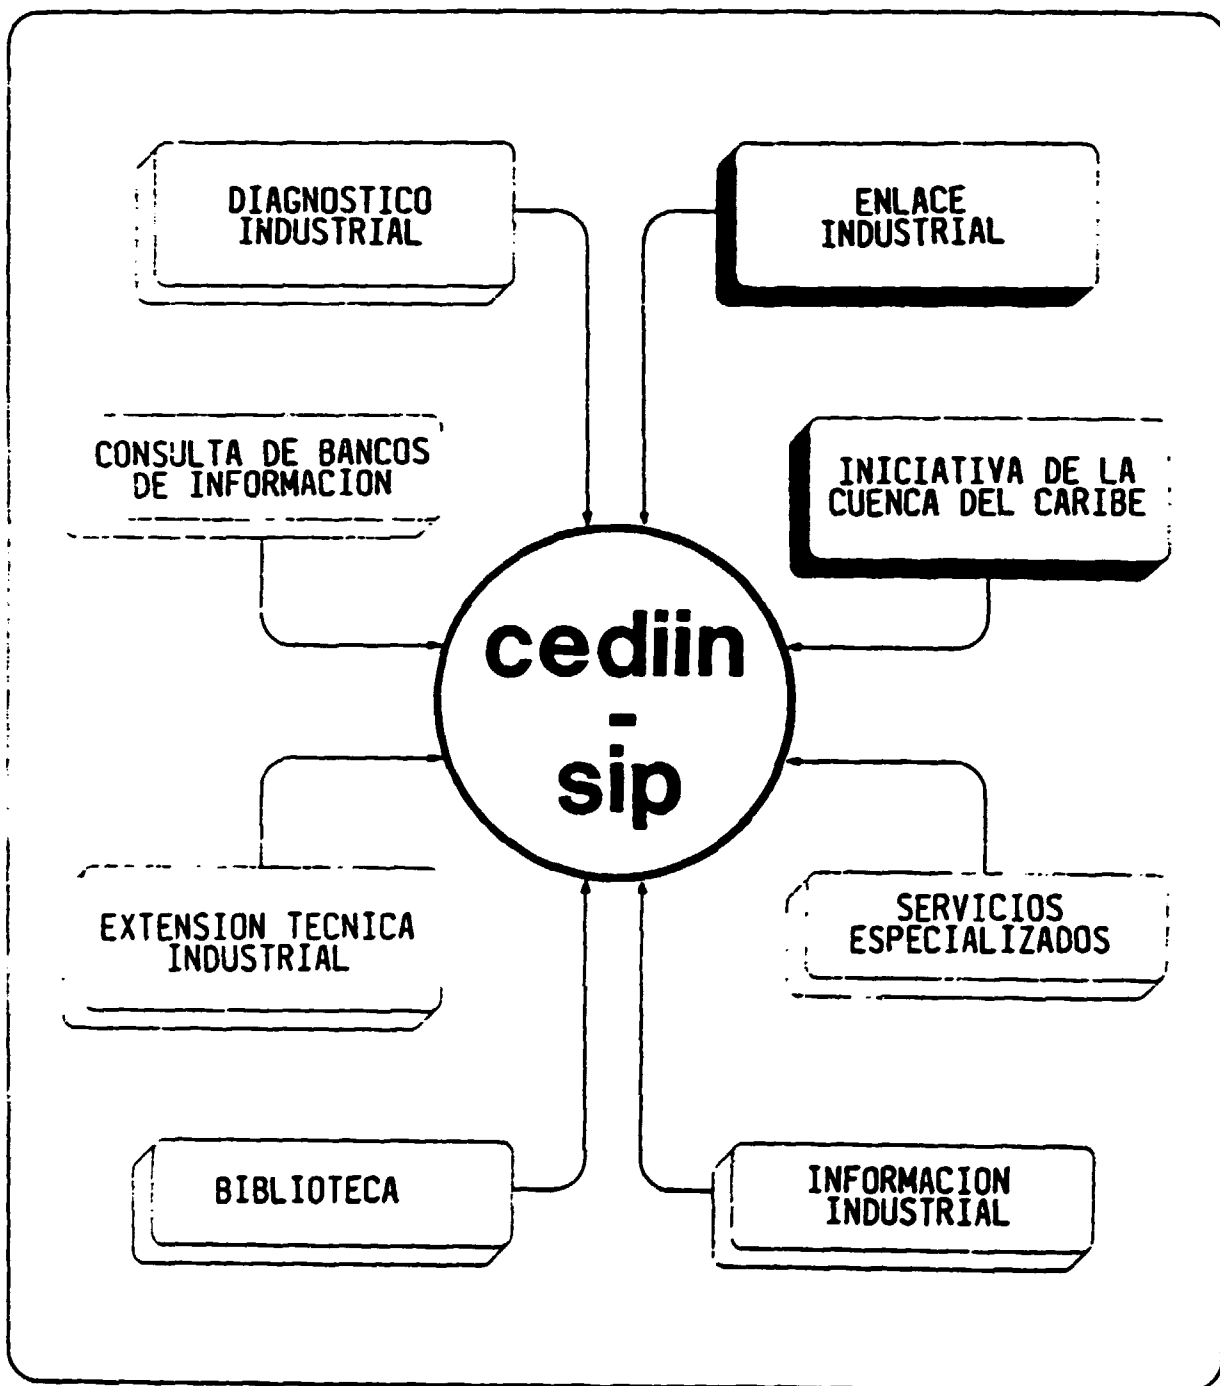 DIAGNOSTICO
INDUSTRIAL
ENLACE
INDUSTRIAL
CONSULTA DE BANCOS
DE INFORMACION
INICIATIVA DE LA
CUENCA DEL CARIBE
cediin
-
sip
EXTENSION TECNICA
INDUSTRIAL
SERVICIOS
ESPECIALIZADOS
BIBLIOTECA
INFORMACION
INDUSTRIAL